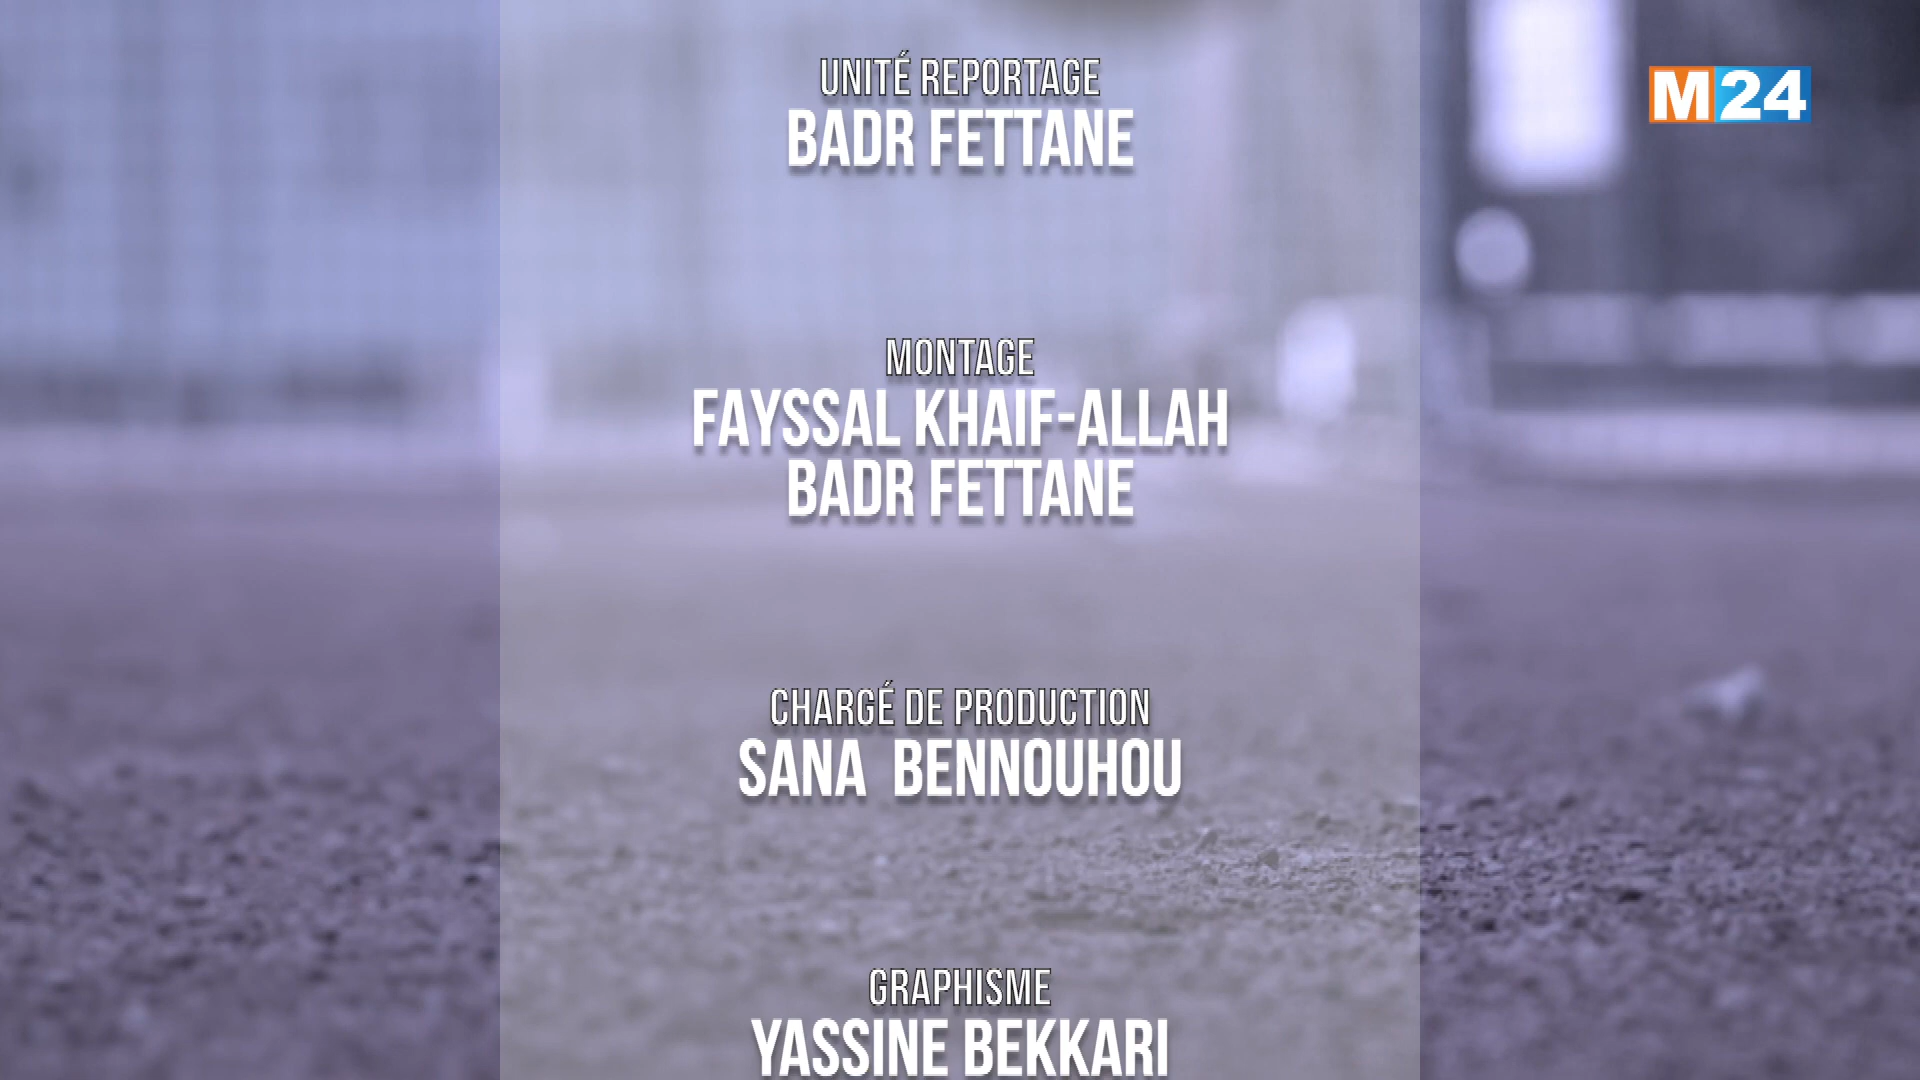 UNITÉ REPORTAGE
BADR FETTANE
M24
MONTAGE
FAYSSAL KHAIF-ALLAH
BADR FETTANE
CHARGÉ DE PRODUCTION
SANA BENNOUHOU
GRAPHISME
YASSINE BEKKARI